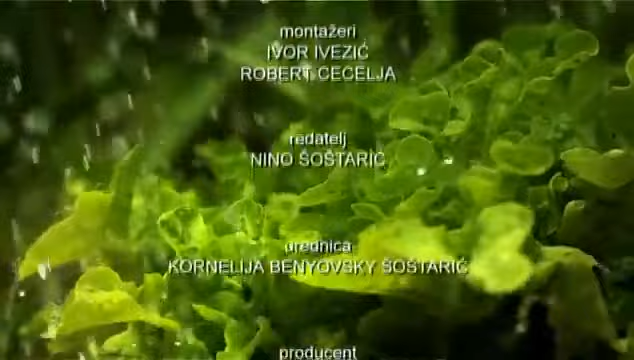 montažeri
IVOR IVEZIĆ
ROBERT CECELJA
redatelj
NINO ŠOŠTARIĆ
urednica
KORNELIJA BENYOVSKY ŠOŠTARIĆ
producent